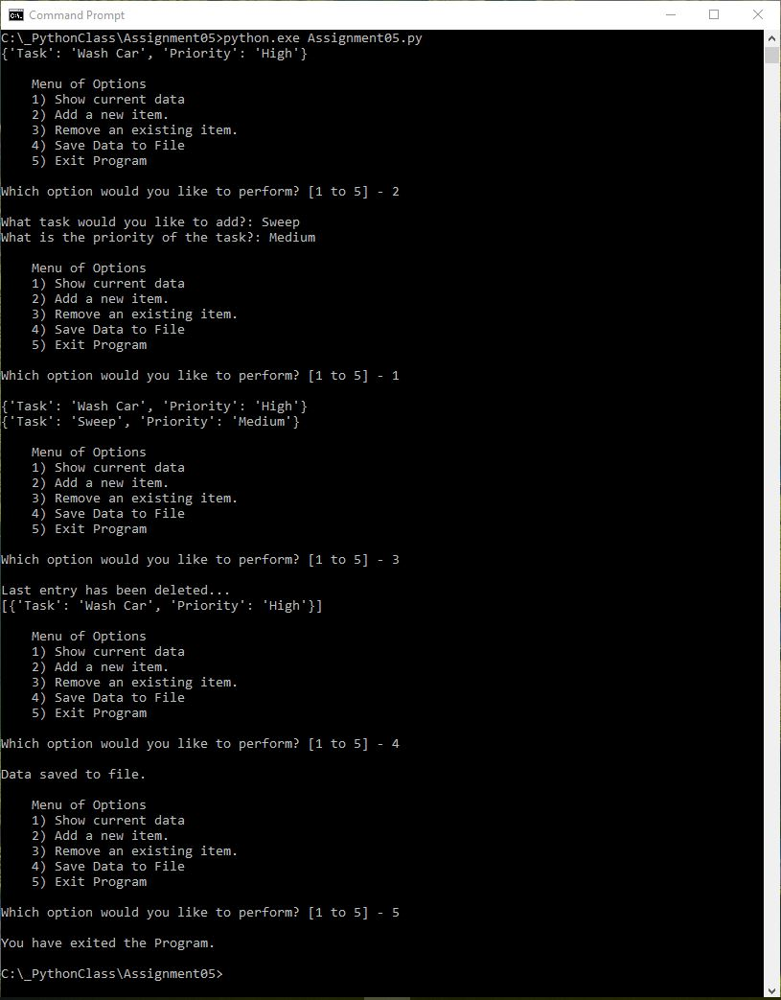 Command Prompt
C:\_PythonClass\Assignment05>python.exe Assignment05.py
{'Task': 'Wash Car', 'Priority': 'High'}
Menu of Options
1) Show current data
2) Add a new item.
3) Remove an existing item.
4) Save Data to File
5) Exit Program
Which option would you like to perform? [1 to 5] - 2
What task would you like to add?: Sweep
What is the priority of the task?: Medium
Menu of Options
1) Show current data
2) Add a new item.
3) Remove an existing item.
4) Save Data to File
5) Exit Program
Which option would you like to perform? [1 to 5] - 1
{'Task': 'Wash Car', 'Priority': 'High'}
{'Task': 'Sweep', 'Priority': 'Medium'}
Menu of Options
1) Show current data
2) Add a new item.
3) Remove an existing item.
4) Save Data to File
5) Exit Program
Which option would you like to perform? [1 to 5] - 3
Last entry has been deleted...
[{'Task': 'Wash Car', 'Priority': 'High'}]
Menu of Options
1) Show current data
2) Add a new item.
3) Remove an existing item.
4) Save Data to File
5) Exit Program
Which option would you like to perform? [1 to 5] - 4
Data saved to file.
Menu of Options
1) Show current data
2) Add a new item.
3) Remove an existing item.
4) Save Data to File
5) Exit Program
Which option would you like to perform? [1 to 5] - 5
You have exited the Program.
C:\_PythonClass\Assignment05>